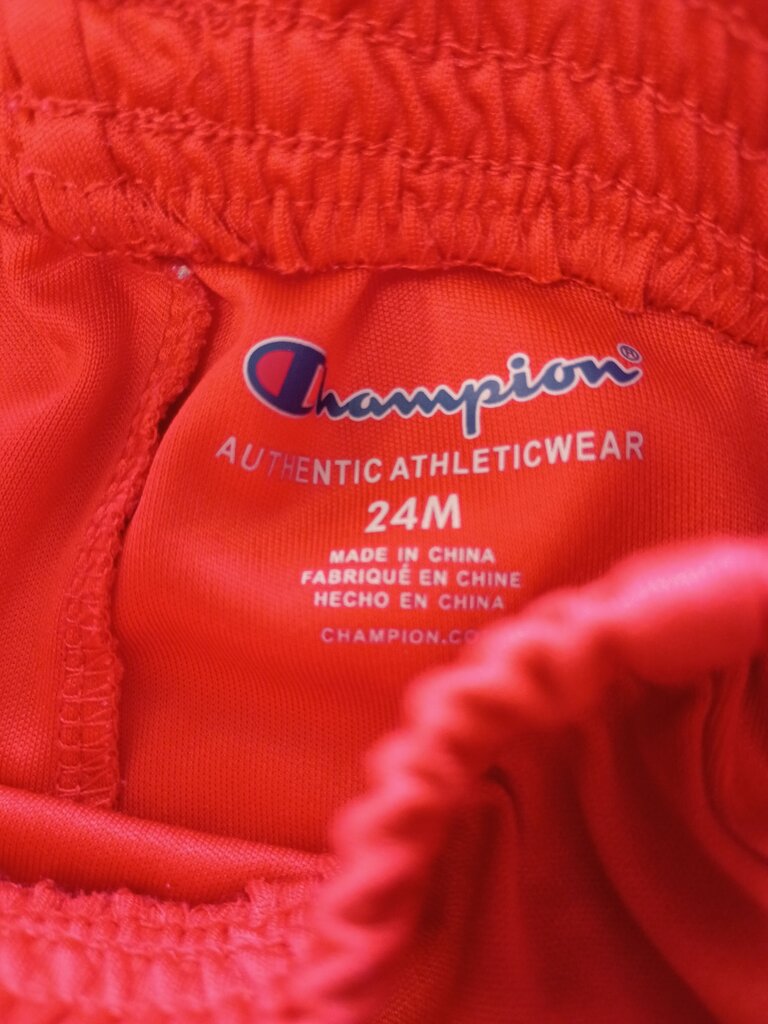 Champion®
AUTHENTIC ATHLETICWEAR
24M
MADE IN CHINA
FABRIQUÉ EN CHINE
HECHO EN CHINA
CHAMPION.CO